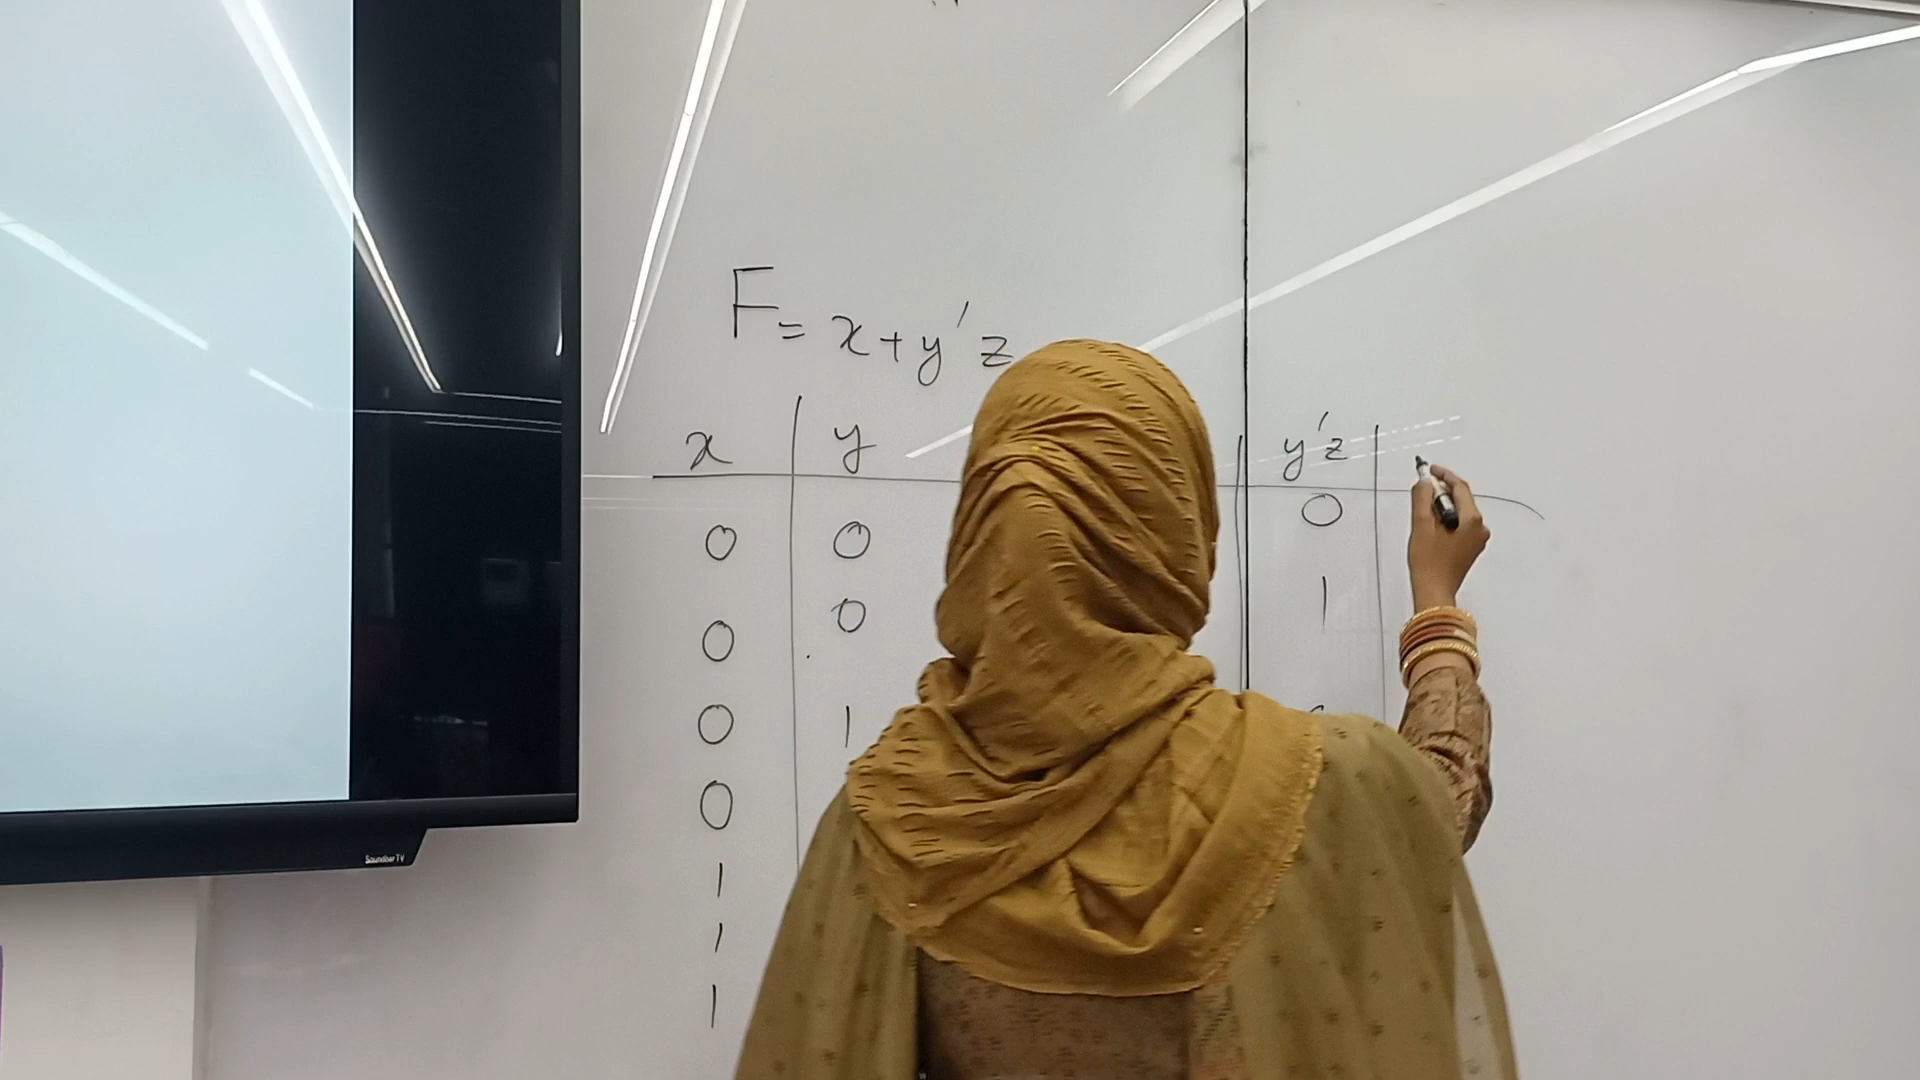 F = x + y' z
x y y'z
0 0 0
0 0 1
0 1
0
1
1
1
Soundbar TV